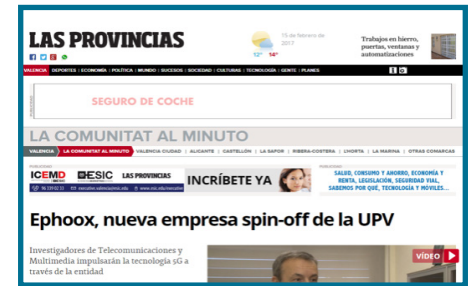 LAS PROVINCIAS
15 de febrero de
2017
12° 14°
Trabajos en hierro,
puertas, ventanas y
automatizaciones
VALENCIA DEPORTES | ECONOMÍA | POLÍTICA | MUNDO | SUCESOS | SOCIEDAD | CULTURAS | TECNOLOGÍA | GENTE | PLANES
SEGURO DE COCHE
LA COMUNITAT AL MINUTO
VALENCIA LA COMUNITAT AL MINUTO VALENCIA CIUDAD | ALICANTE | CASTELLÓN | LA SAFOR | RIBERA-COSTERA | L'HORTA | LA MARINA | OTRAS COMARCAS
ICEMD ESIC LAS PROVINCIAS
INCRÍBETE YA
SALUD, CONSUMO Y AHORRO, ECONOMÍA Y
RENTA, LEGISLACIÓN, SEGURIDAD VIAL,
SABEMOS POR QUÉ, TECNOLOGÍA Y MÓVILES...
Ephoox, nueva empresa spin-off de la UPV
Investigadores de Telecomunicaciones y
Multimedia impulsarán la tecnología 5G a
través de la entidad
VÍDEO